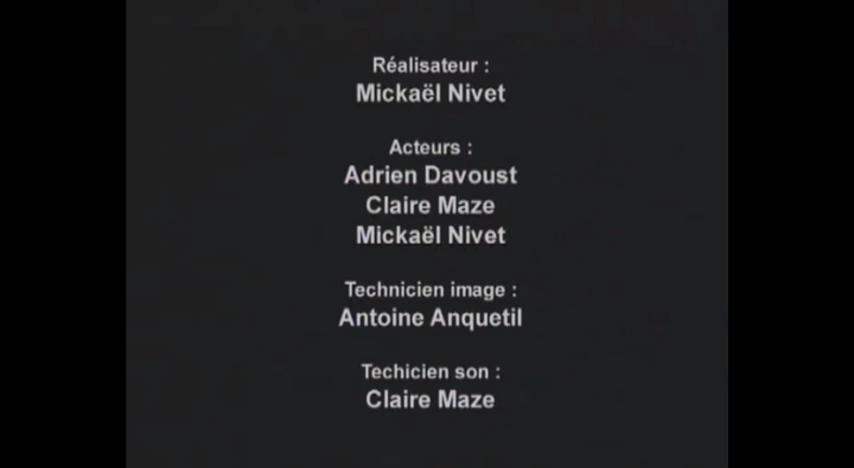 Réalisateur :
Mickaël Nivet
Acteurs :
Adrien Davoust
Claire Maze
Mickaël Nivet
Technicien image :
Antoine Anquetil
Techicien son :
Claire Maze